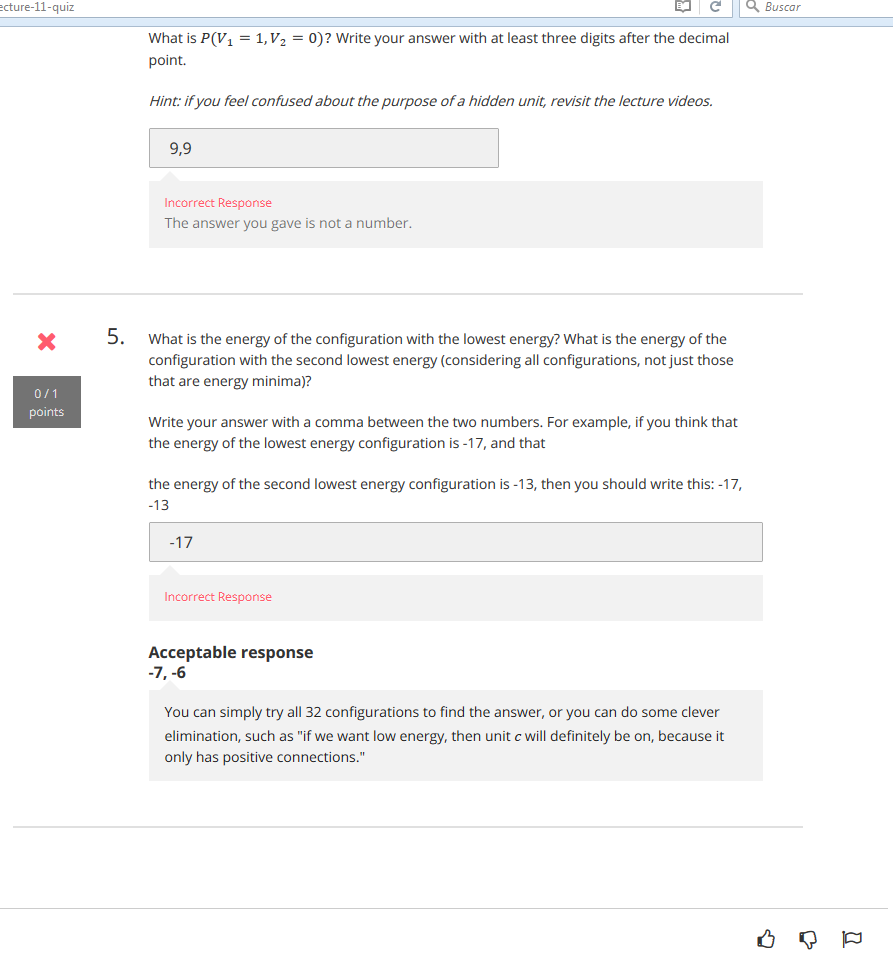 ecture-11-quiz
Buscar
What is P(V₁ = 1, V₂ = 0)? Write your answer with at least three digits after the decimal
point.
Hint: if you feel confused about the purpose of a hidden unit, revisit the lecture videos.
9,9
Incorrect Response
The answer you gave is not a number.
0 / 1
points
5.
What is the energy of the configuration with the lowest energy? What is the energy of the
configuration with the second lowest energy (considering all configurations, not just those
that are energy minima)?
Write your answer with a comma between the two numbers. For example, if you think that
the energy of the lowest energy configuration is -17, and that
the energy of the second lowest energy configuration is -13, then you should write this: -17,
-13
-17
Incorrect Response
Acceptable response
-7, -6
You can simply try all 32 configurations to find the answer, or you can do some clever
elimination, such as "if we want low energy, then unit c will definitely be on, because it
only has positive connections."